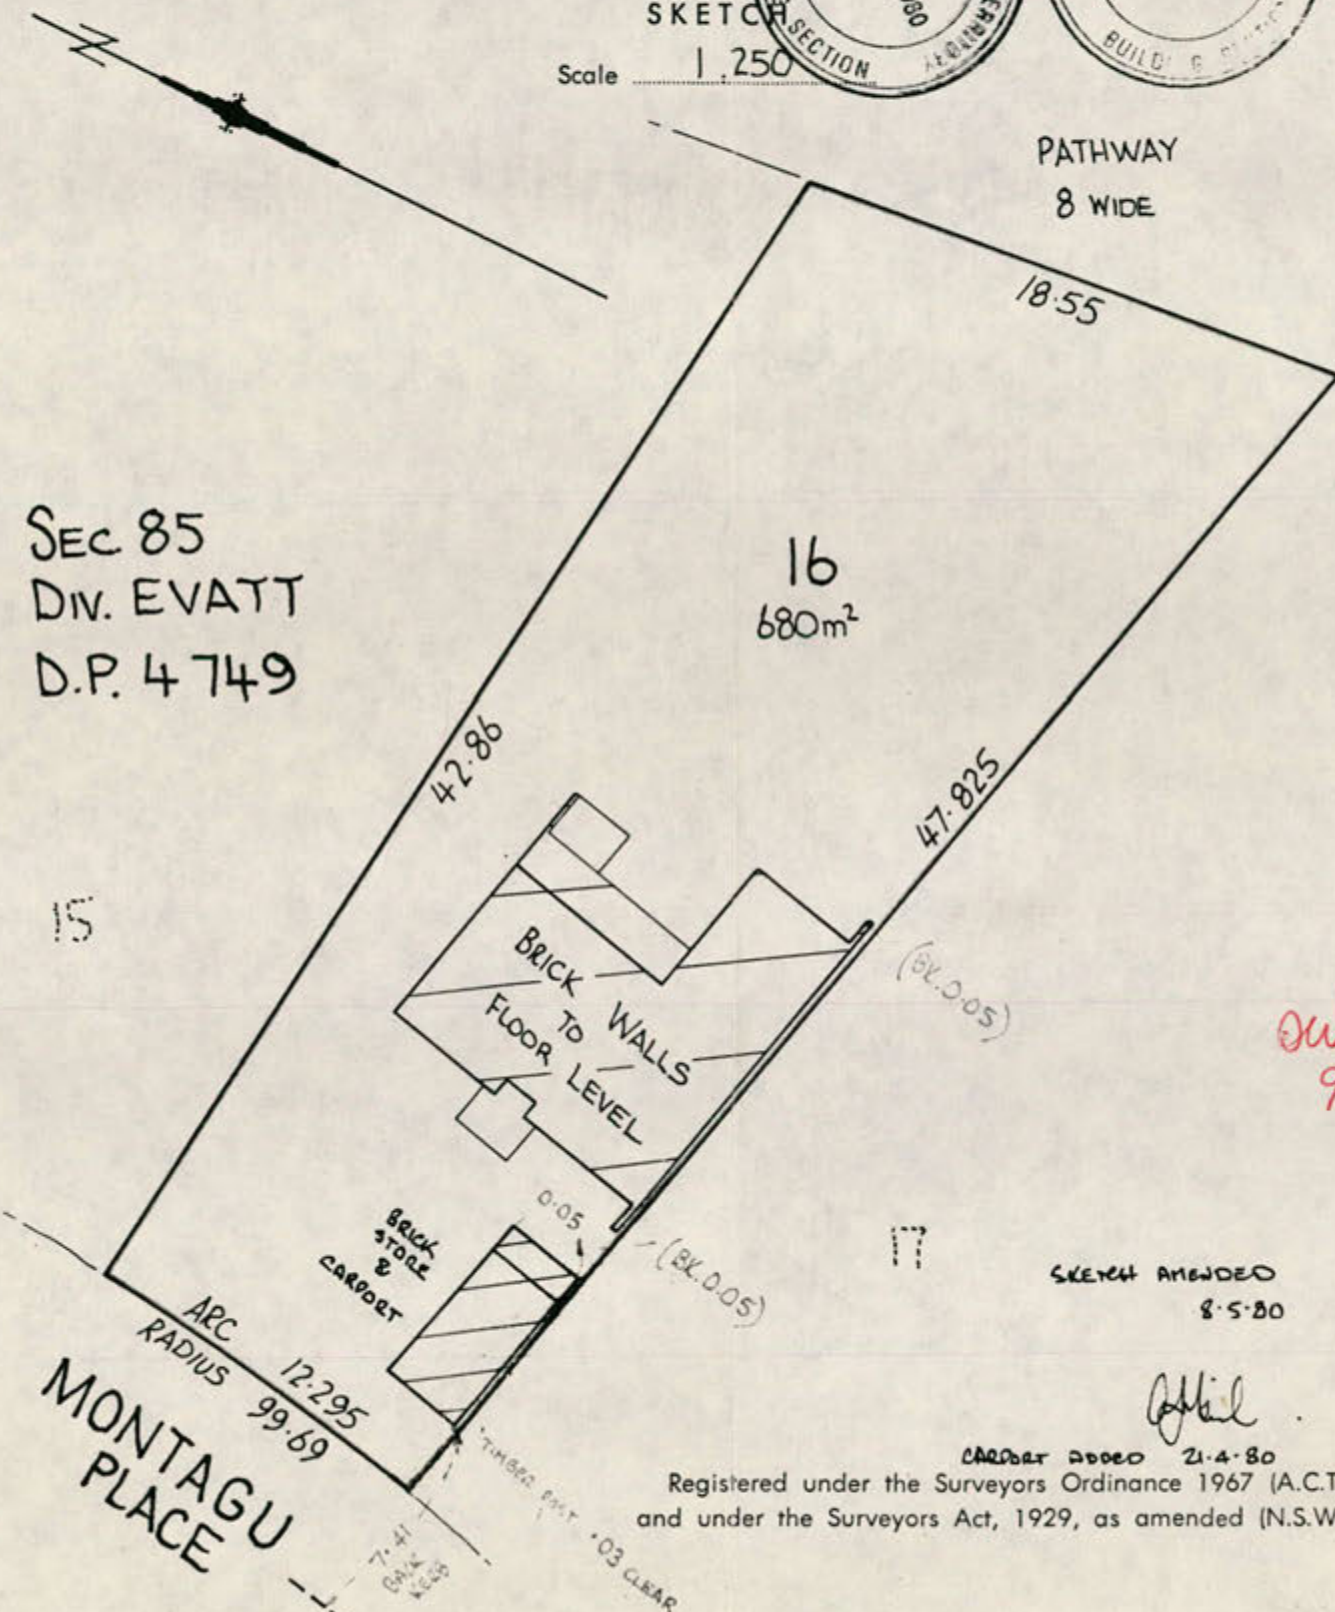 SKETCH
Scale 1:250
SECTION
BUILDING
N
PATHWAY
8 WIDE
18·55
SEC 85
DIV. EVATT
D.P. 4749
16
680m²
42·86
47·825
15
BRICK WALLS
TO
FLOOR LEVEL
(BK.0.05)
0·05
(BK.0.05)
BRICK
STORE
&
CARPORT
17
SKETCH AMENDED
8·5·80
ARC 12·295
RADIUS 99·69
MONTAGU
PLACE
CARPORT ADDED 21·4·80
Registered under the Surveyors Ordinance 1967 (A.C.T
and under the Surveyors Act, 1929, as amended (N.S.W
TIMBER POST ·03 CLEAR
7·41
BACK
KERB